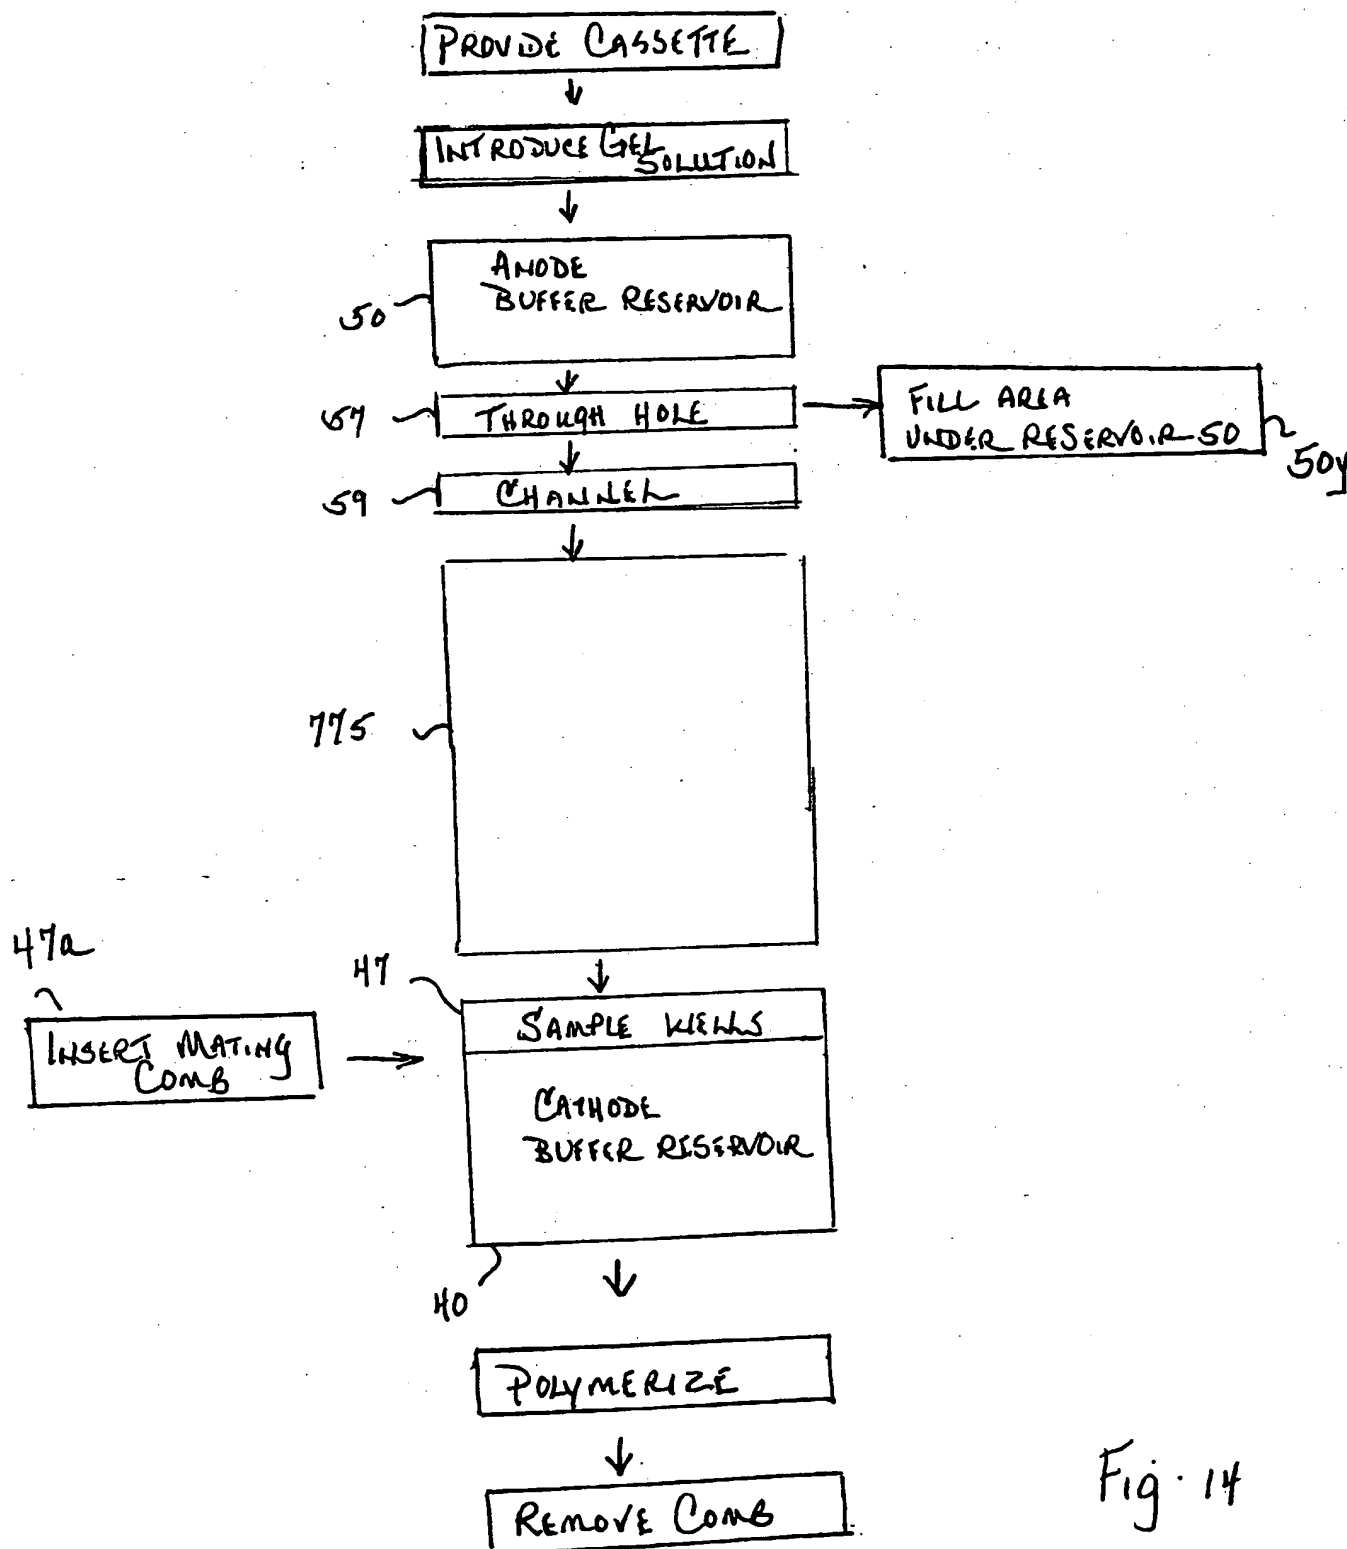 PROVIDE CASSETTE
INTRODUCE GEL
SOLUTION
ANODE
BUFFER RESERVOIR
50
57
THROUGH HOLE
FILL AREA
UNDER RESERVOIR 50
50y
59
CHANNEL
775
47a
47
INSERT MATING
COMB
SAMPLE WELLS
CATHODE
BUFFER RESERVOIR
40
POLYMERIZE
REMOVE COMB
Fig. 14